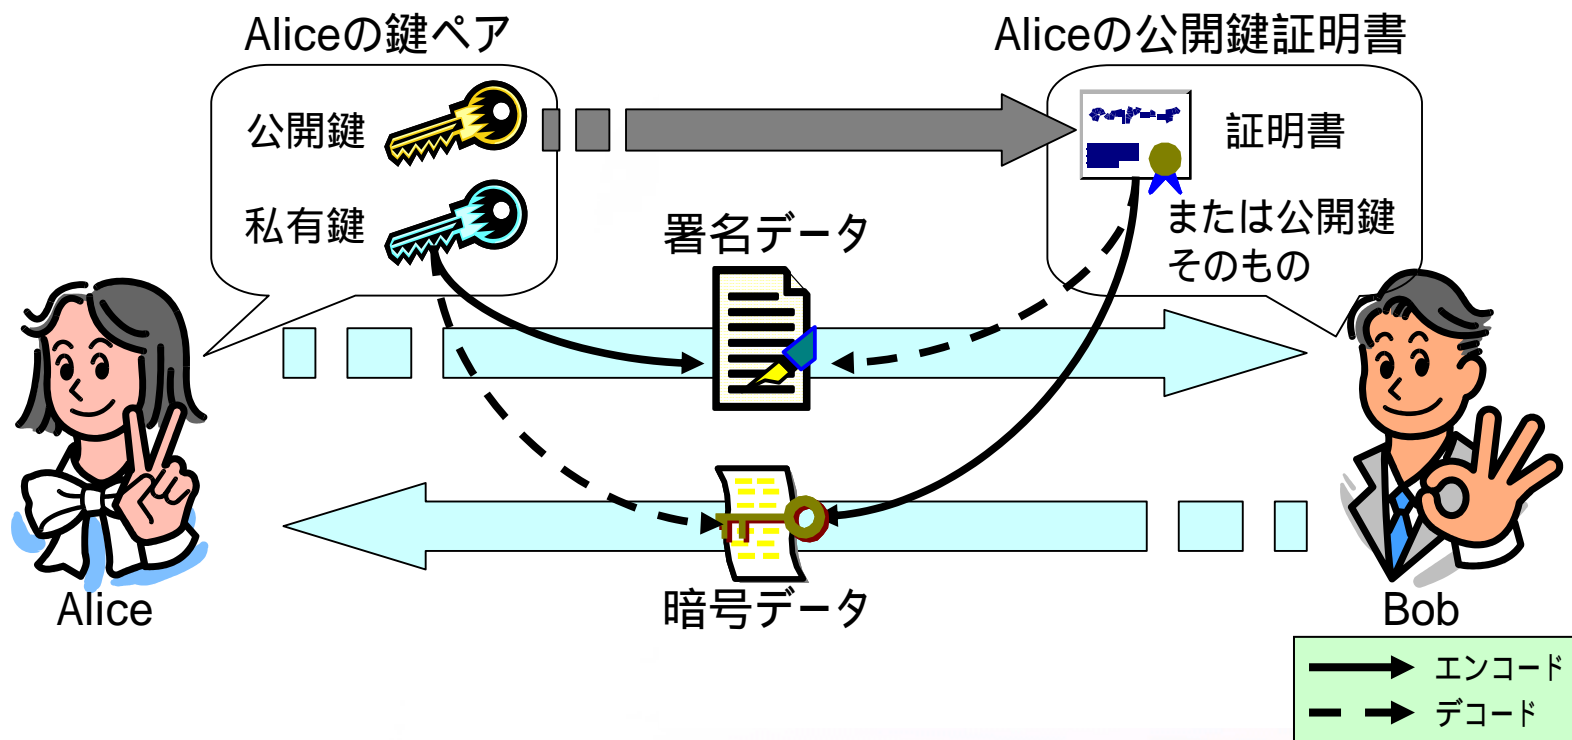 Aliceの鍵ペア
Aliceの公開鍵証明書
公開鍵
証明書
私有鍵
または公開鍵
そのもの
署名データ
暗号データ
Alice
Bob
エンコード
デコード